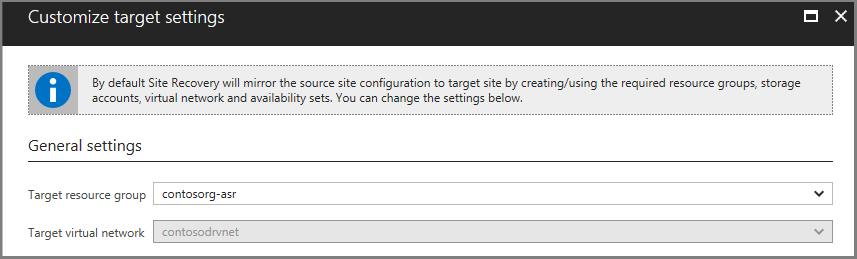 Customize target settings
By default Site Recovery will mirror the source site configuration to target site by creating/using the required resource groups, storage
accounts, virtual network and availability sets. You can change the settings below.
General settings
Target resource group contosorg-asr
Target virtual network contosodrvnet